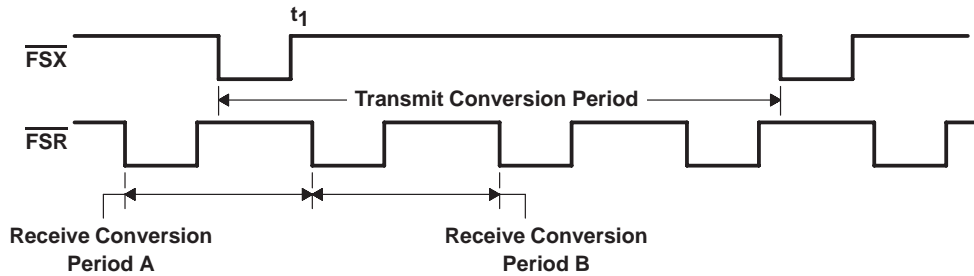 t1
FSX
Transmit Conversion Period
FSR
Receive Conversion
Period A
Receive Conversion
Period B